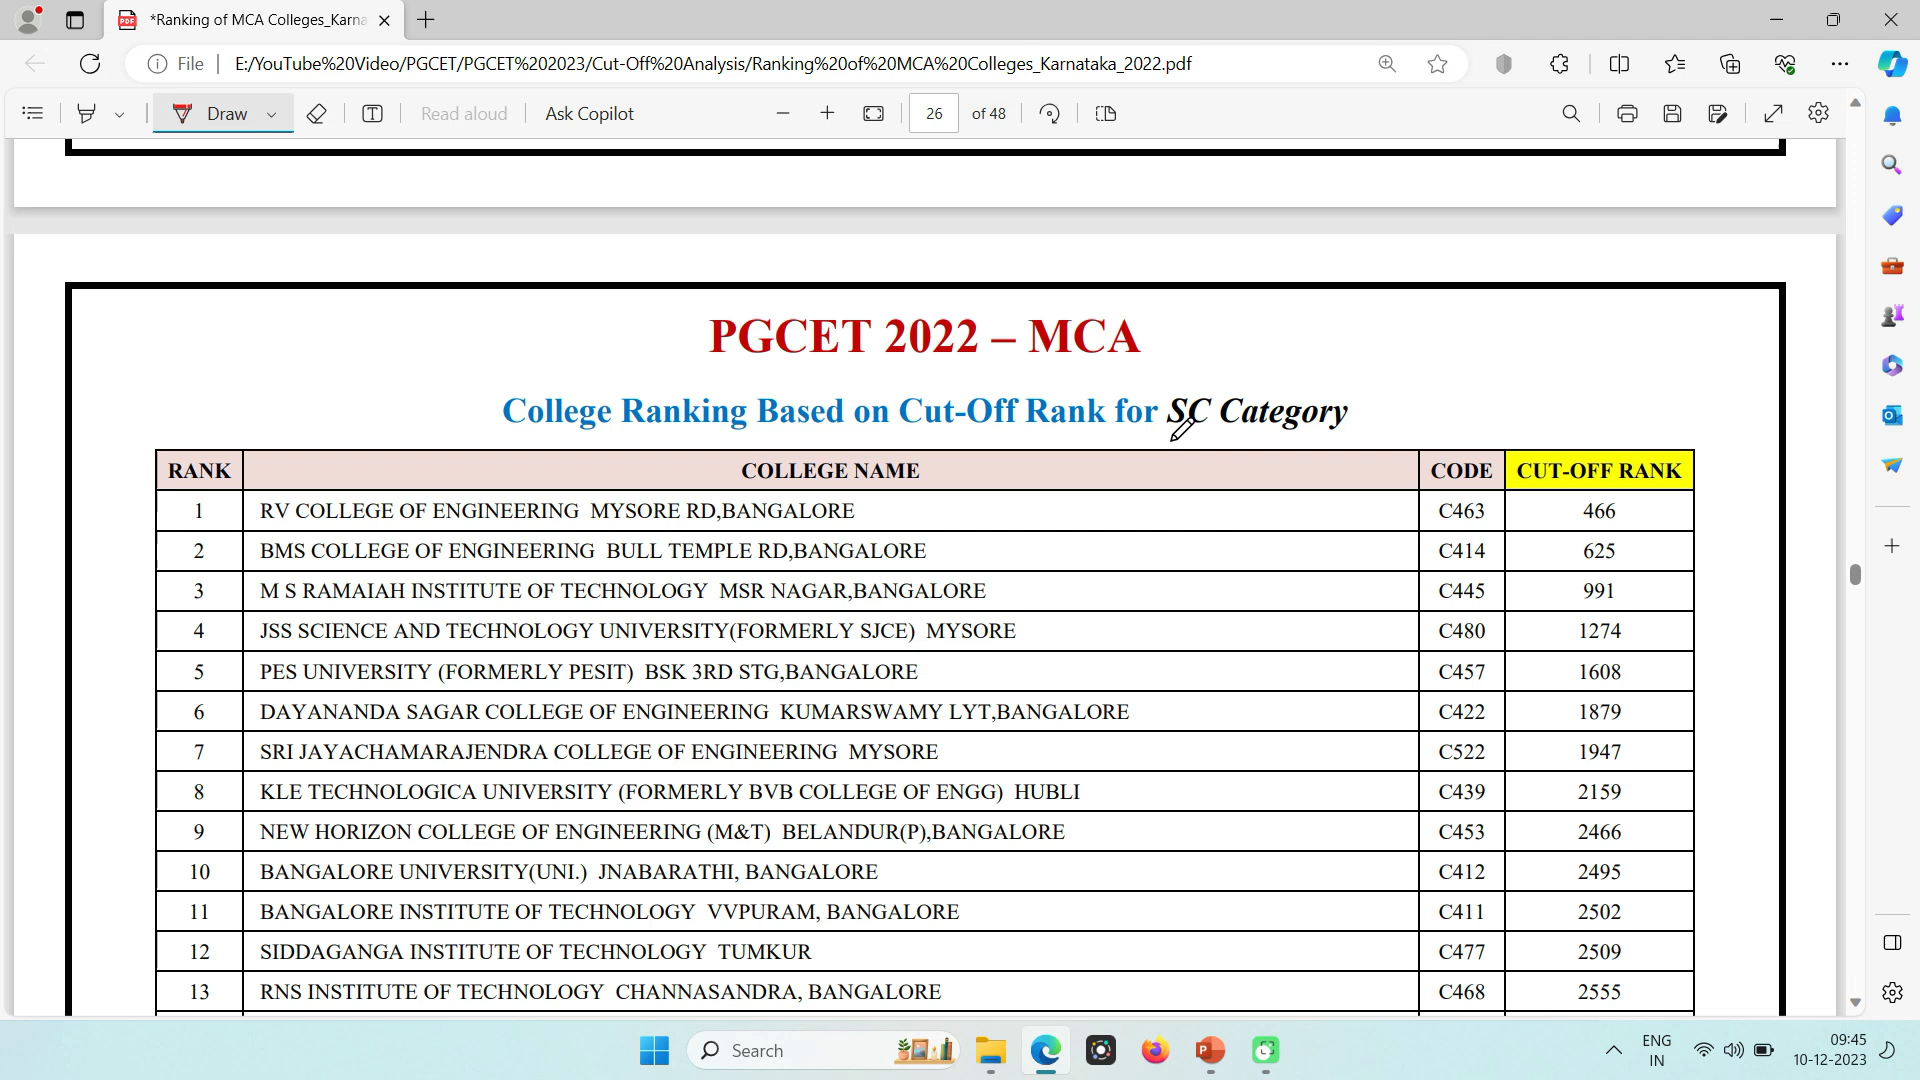 *Ranking of MCA Colleges_Karna
File
E:/YouTube%20Video/PGCET/PGCET%202023/Cut-Off%20Analysis/Ranking%20of%20MCA%20Colleges_Karnataka_2022.pdf
Draw
Read aloud
Ask Copilot
26 of 48
PGCET 2022 – MCA
College Ranking Based on Cut-Off Rank for SC Category
RANK COLLEGE NAME CODE CUT-OFF RANK
1 RV COLLEGE OF ENGINEERING MYSORE RD,BANGALORE C463 466
2 BMS COLLEGE OF ENGINEERING BULL TEMPLE RD,BANGALORE C414 625
3 M S RAMAIAH INSTITUTE OF TECHNOLOGY MSR NAGAR,BANGALORE C445 991
4 JSS SCIENCE AND TECHNOLOGY UNIVERSITY(FORMERLY SJCE) MYSORE C480 1274
5 PES UNIVERSITY (FORMERLY PESIT) BSK 3RD STG,BANGALORE C457 1608
6 DAYANANDA SAGAR COLLEGE OF ENGINEERING KUMARSWAMY LYT,BANGALORE C422 1879
7 SRI JAYACHAMARAJENDRA COLLEGE OF ENGINEERING MYSORE C522 1947
8 KLE TECHNOLOGICA UNIVERSITY (FORMERLY BVB COLLEGE OF ENGG) HUBLI C439 2159
9 NEW HORIZON COLLEGE OF ENGINEERING (M&T) BELANDUR(P),BANGALORE C453 2466
10 BANGALORE UNIVERSITY(UNI.) JNABARATHI, BANGALORE C412 2495
11 BANGALORE INSTITUTE OF TECHNOLOGY VVPURAM, BANGALORE C411 2502
12 SIDDAGANGA INSTITUTE OF TECHNOLOGY TUMKUR C477 2509
13 RNS INSTITUTE OF TECHNOLOGY CHANNASANDRA, BANGALORE C468 2555
Search
ENG
IN
09:45
10-12-2023